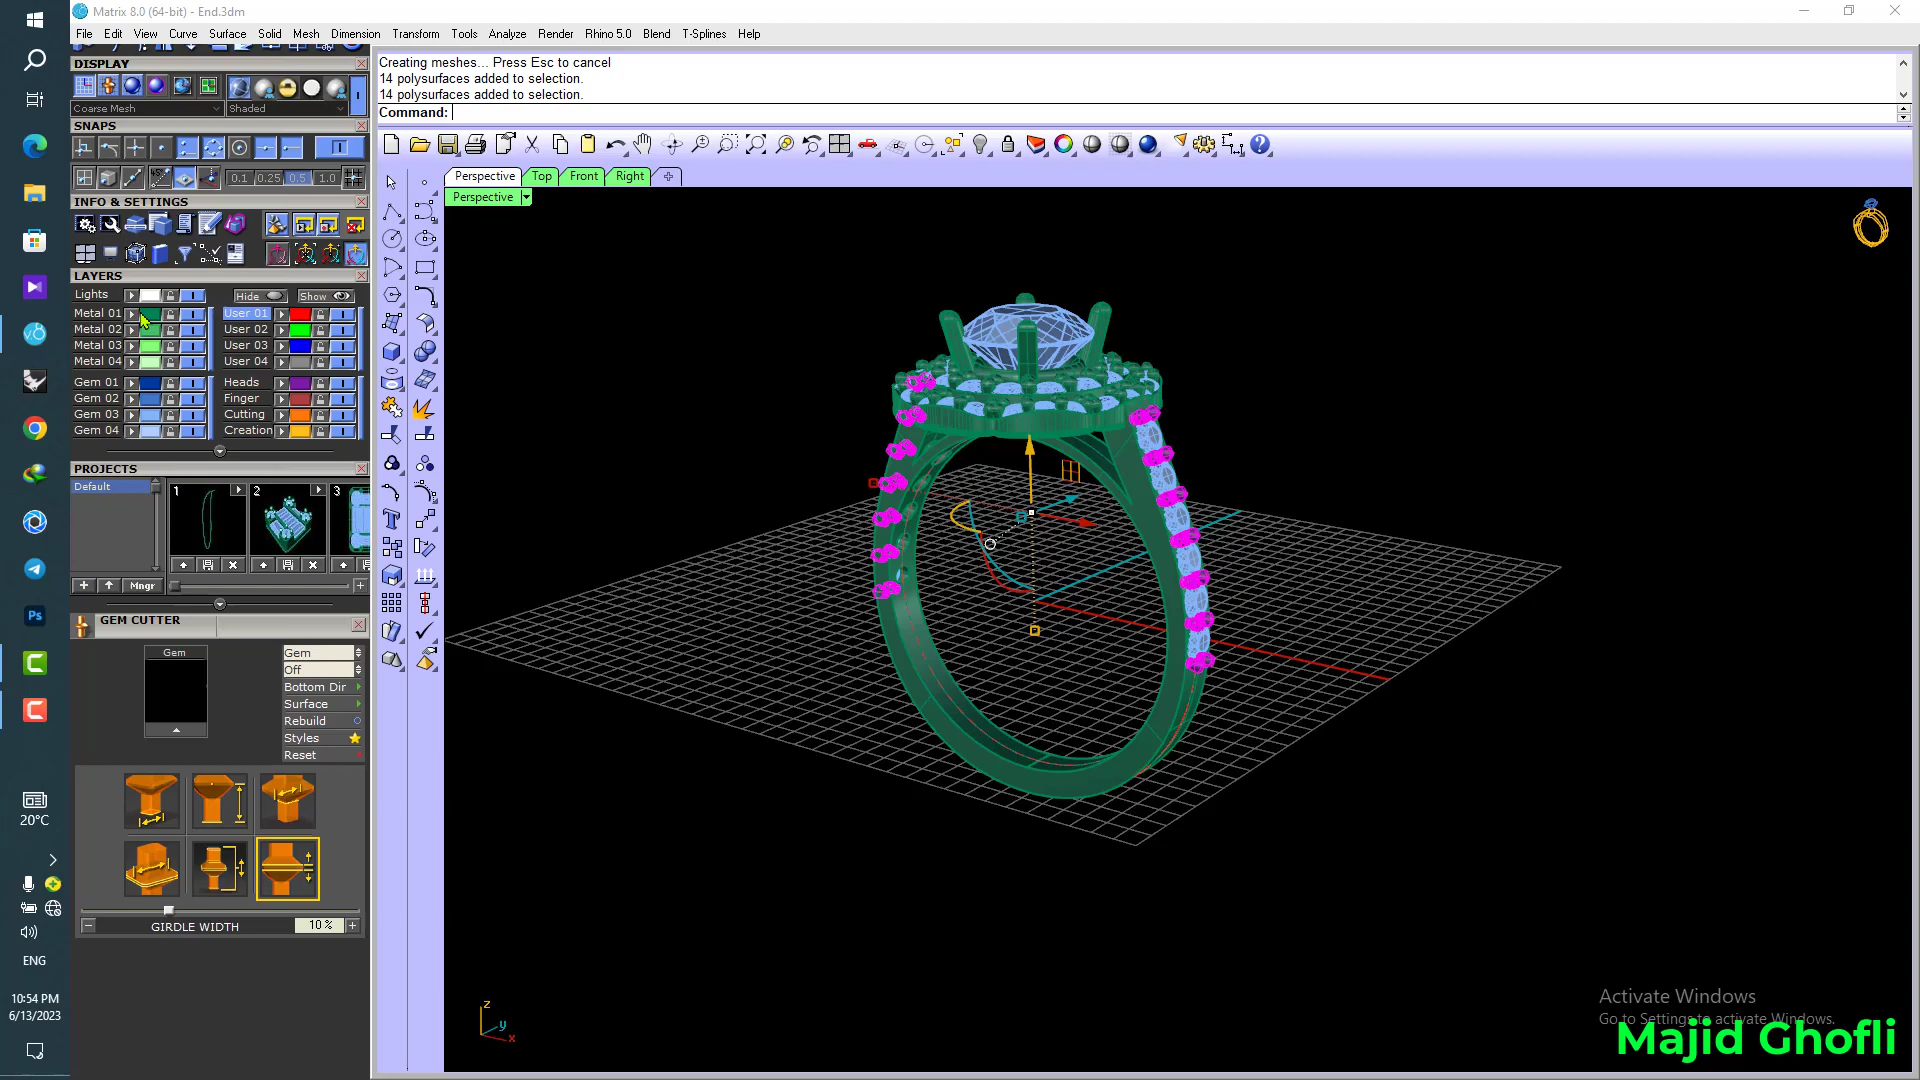 Matrix 8.0 (64-bit) - End.3dm
File Edit View Curve Surface Solid Mesh Dimension Transform Tools Analyze Render Rhino 5.0 Blend T-Splines Help
DISPLAY
Coarse Mesh
Shaded
Creating meshes... Press Esc to cancel
14 polysurfaces added to selection.
14 polysurfaces added to selection.
Command:
SNAPS
0.1 0.25 0.5 1.0
INFO & SETTINGS
Perspective Top Front Right
Perspective
LAYERS
Lights Hide Show
Metal 01 User 01
Metal 02 User 02
Metal 03 User 03
Metal 04 User 04
Gem 01 Heads
Gem 02 Finger
Gem 03 Cutting
Gem 04 Creation
PROJECTS
Default
1 2 3
Mngr
GEM CUTTER
Gem
Gem
Off
Bottom Dir
Surface
Rebuild
Styles
Reset
GIRDLE WIDTH 10 %
z
y
x
Ps
20°C
ENG
10:54 PM
6/13/2023
Activate Windows
Go to Settings to activate Windows.
Majid Ghofli